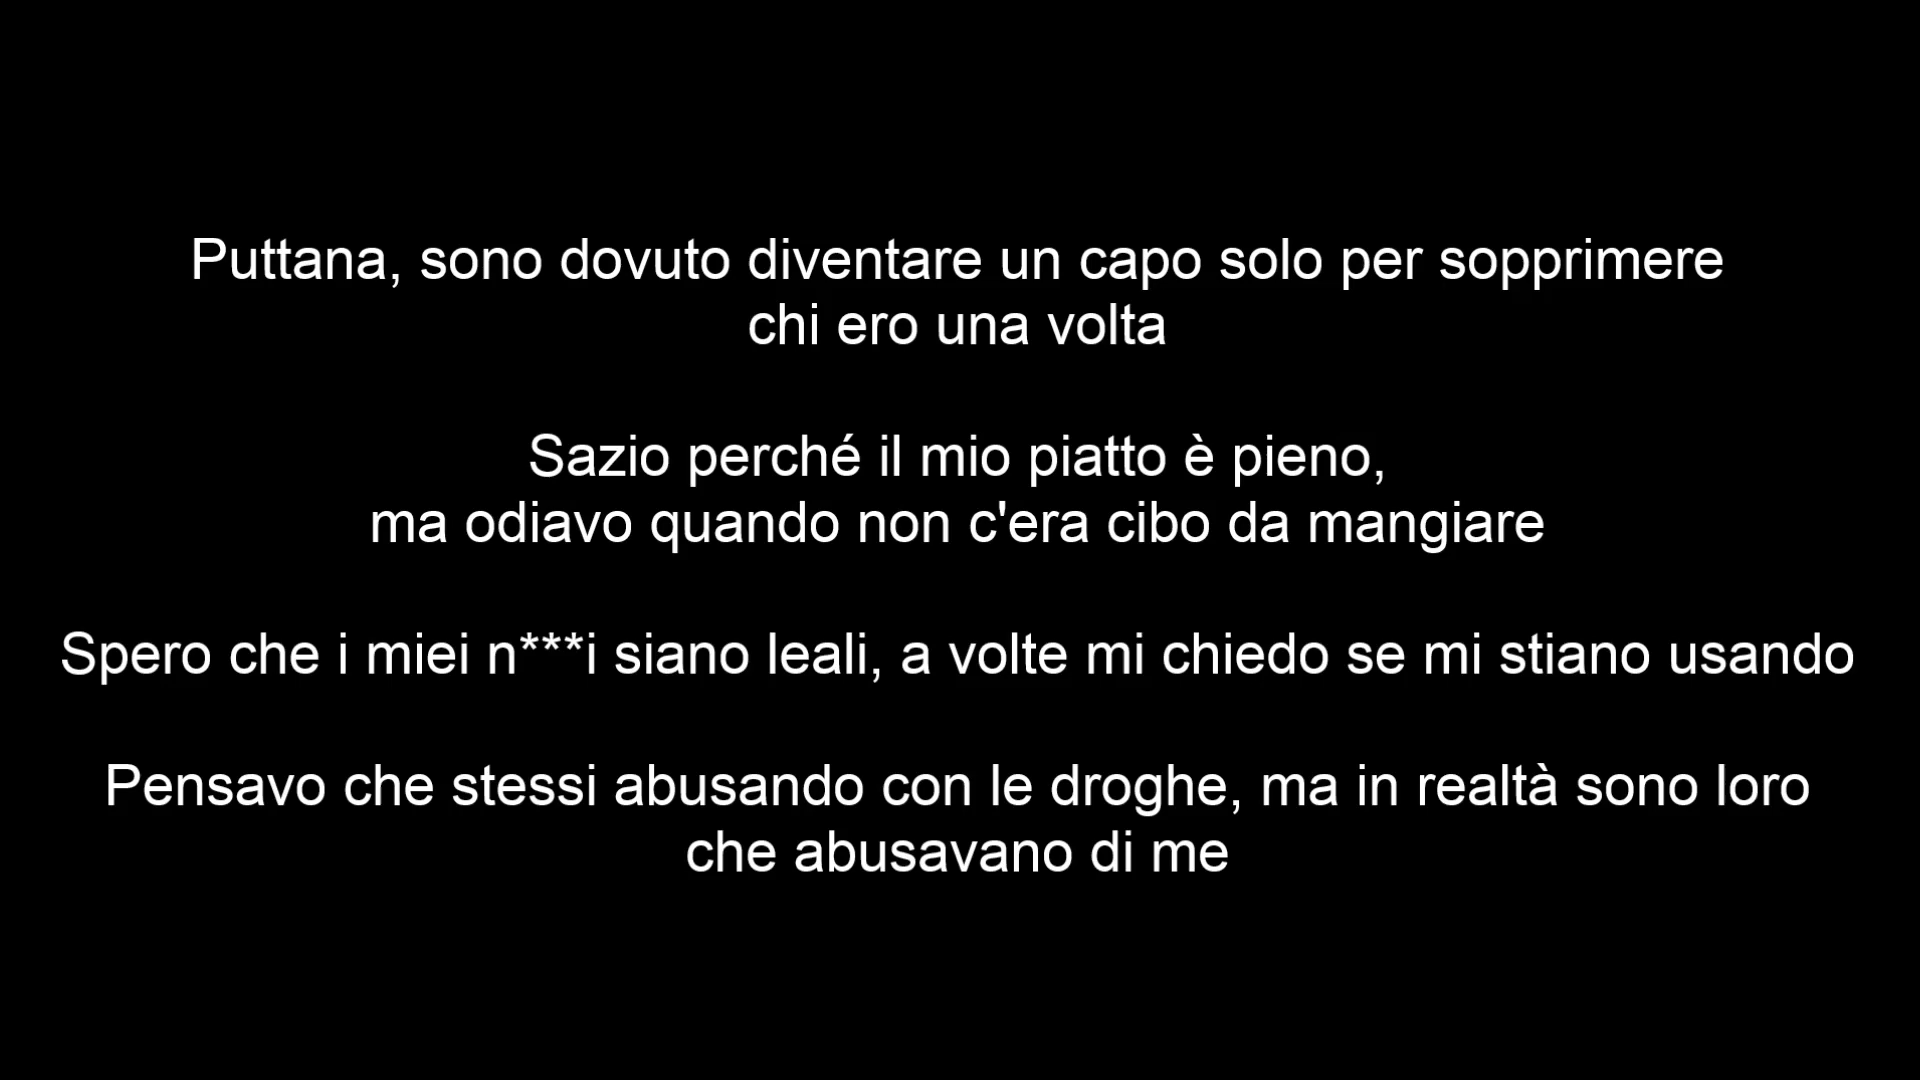 Puttana, sono dovuto diventare un capo solo per sopprimere
chi ero una volta
Sazio perché il mio piatto è pieno,
ma odiavo quando non c'era cibo da mangiare
Spero che i miei n***i siano leali, a volte mi chiedo se mi stiano usando
Pensavo che stessi abusando con le droghe, ma in realtà sono loro
che abusavano di me